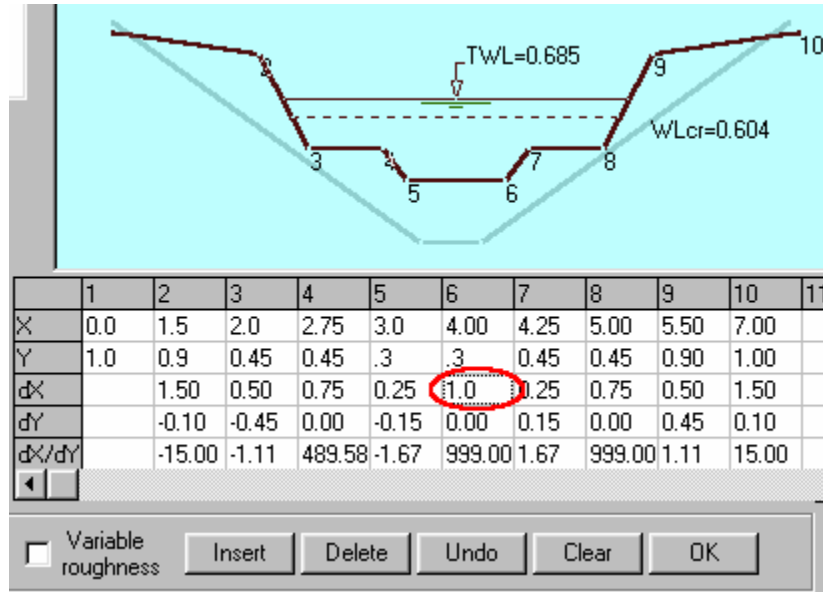 10
2
TWL=0.685
9
WLcr=0.604
3
4
7
8
5
6
1 2 3 4 5 6 7 8 9 10 11
X 0.0 1.5 2.0 2.75 3.0 4.00 4.25 5.00 5.50 7.00
Y 1.0 0.9 0.45 0.45 .3 .3 0.45 0.45 0.90 1.00
dX 1.50 0.50 0.75 0.25 1.0 0.25 0.75 0.50 1.50
dY -0.10 -0.45 0.00 -0.15 0.00 0.15 0.00 0.45 0.10
dX/dY -15.00 -1.11 489.58 -1.67 999.00 1.67 999.00 1.11 15.00
Variable
roughness
Insert
Delete
Undo
Clear
OK